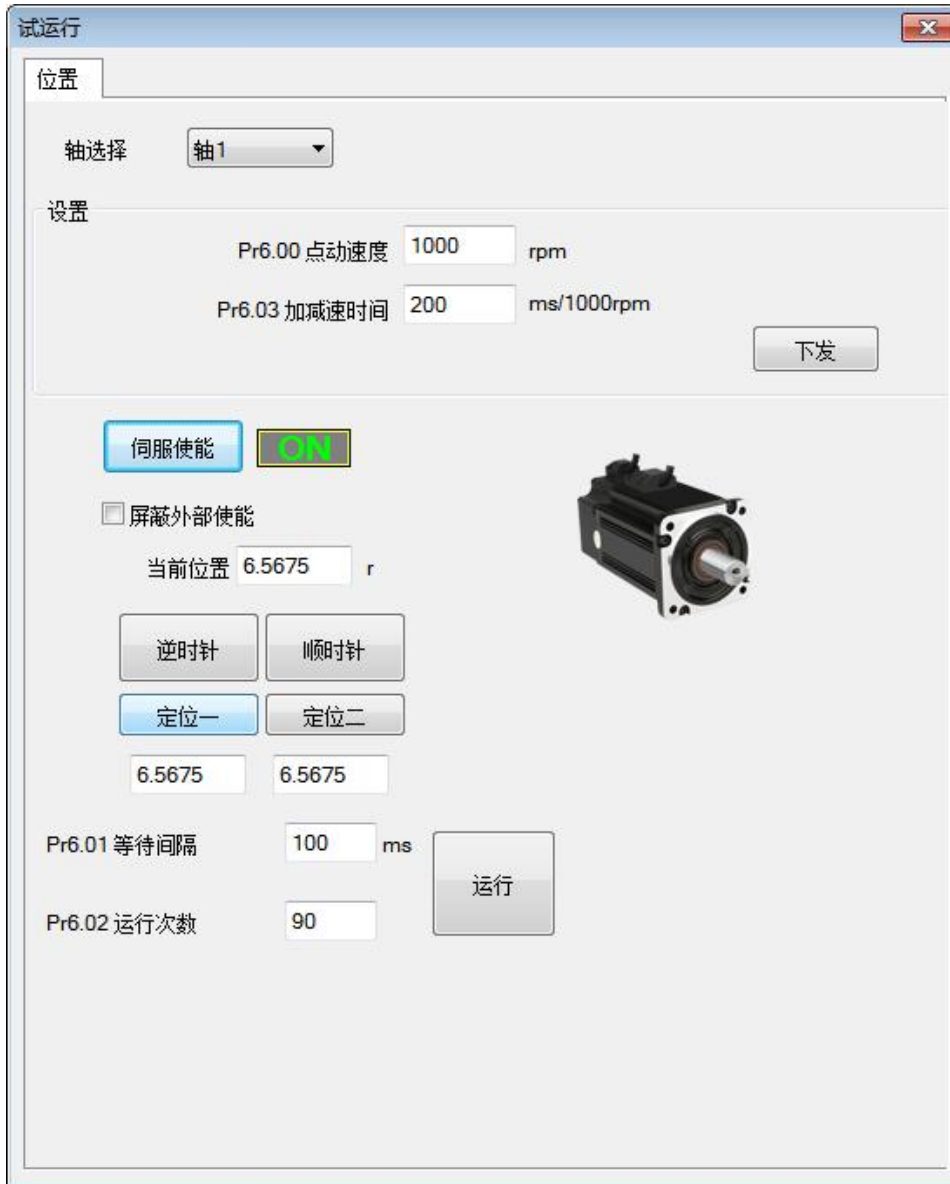 试运行
位置
轴选择 轴1
设置
Pr6.00 点动速度 1000 rpm
Pr6.03 加减速时间 200 ms/1000rpm
下发
伺服使能 ON
屏蔽外部使能
当前位置 6.5675 r
逆时针 顺时针
定位一 定位二
6.5675 6.5675
Pr6.01 等待间隔 100 ms
运行
Pr6.02 运行次数 90